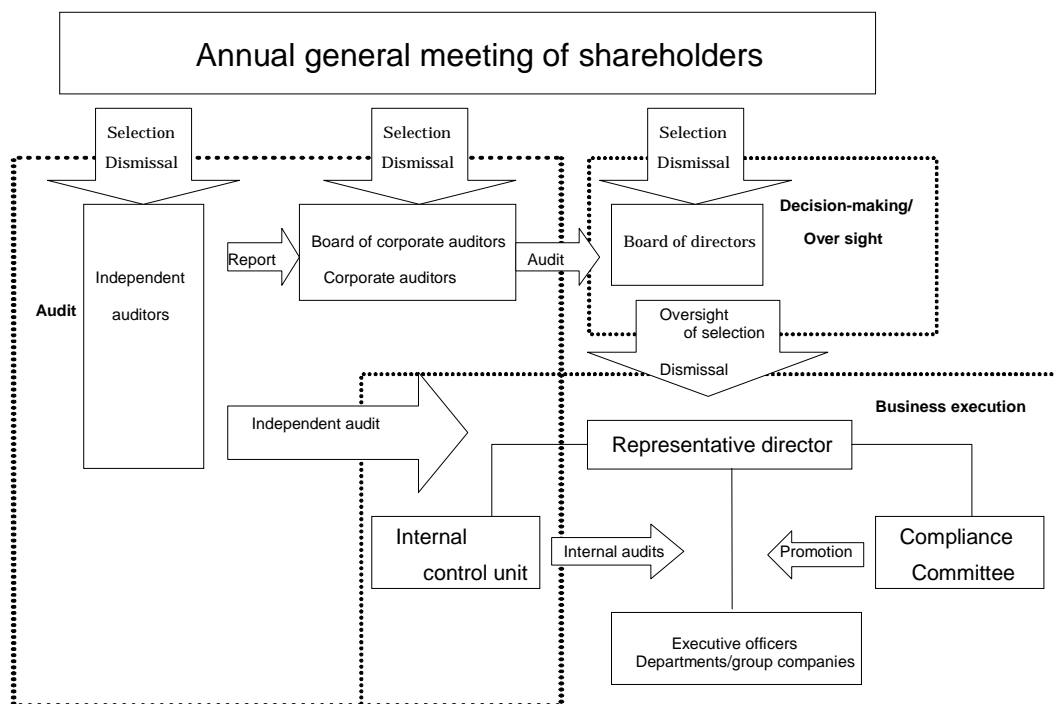 Annual general meeting of shareholders
Selection
Dismissal
Selection
Dismissal
Selection
Dismissal
Decision-making/
Over sight
Independent
auditors
Audit
Report
Board of corporate auditors
Corporate auditors
Audit
Board of directors
Oversight
of selection
Dismissal
Business execution
Independent audit
Representative director
Internal
control unit
Internal audits
Promotion
Compliance
Committee
Executive officers
Departments/group companies